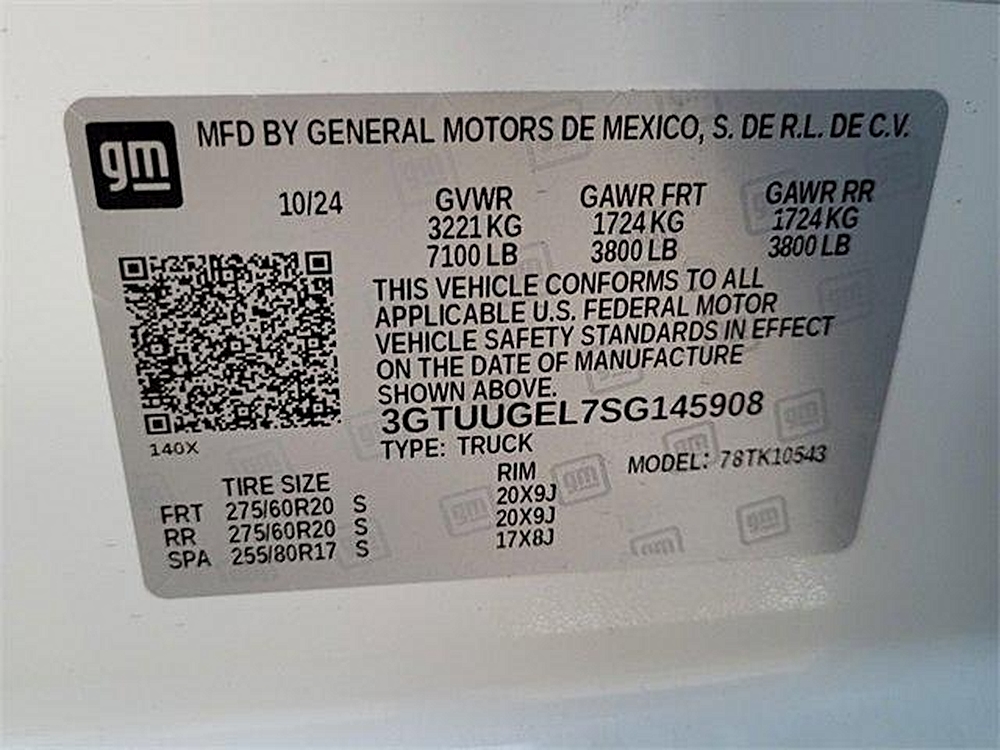 gm
MFD BY GENERAL MOTORS DE MEXICO, S. DE R.L. DE C.V.
10/24 GVWR GAWR FRT GAWR RR
3221 KG 1724 KG 1724 KG
7100 LB 3800 LB 3800 LB
THIS VEHICLE CONFORMS TO ALL
APPLICABLE U.S. FEDERAL MOTOR
VEHICLE SAFETY STANDARDS IN EFFECT
ON THE DATE OF MANUFACTURE
SHOWN ABOVE.
3GTUUGEL7SG145908
140X
TYPE: TRUCK MODEL: 78TK10543
TIRE SIZE RIM
FRT 275/60R20 S 20X9J
RR 275/60R20 S 20X9J
SPA 255/80R17 S 17X8J